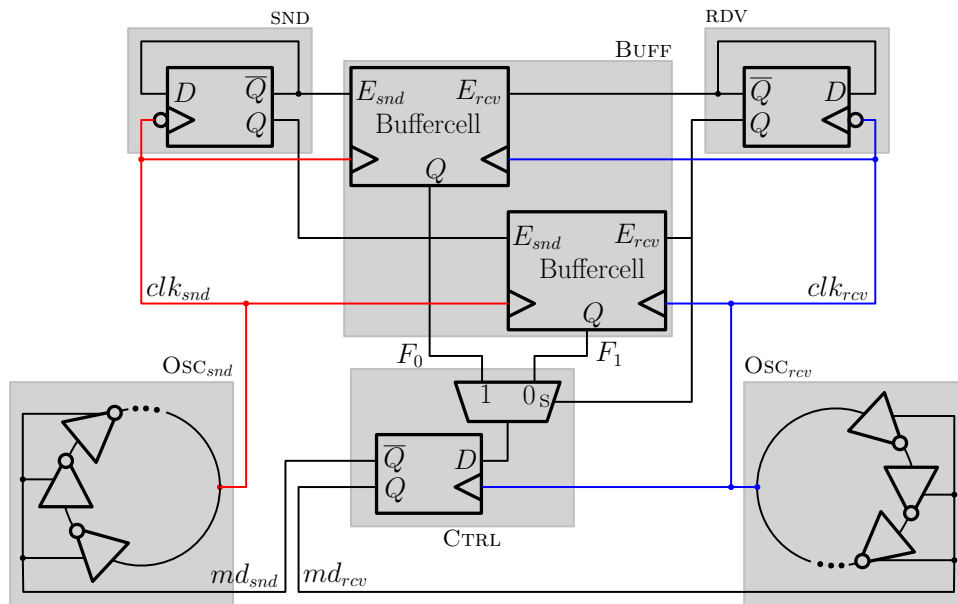 SND
RDV
BUFF
D
Q̅
Q
E_snd
E_rcv
Buffercell
Q
Q̅
D
Q
E_snd
E_rcv
Buffercell
Q
clk_snd
clk_rcv
F_0
F_1
OSC_snd
OSC_rcv
1
0
S
Q̅
D
Q
CTRL
md_snd
md_rcv